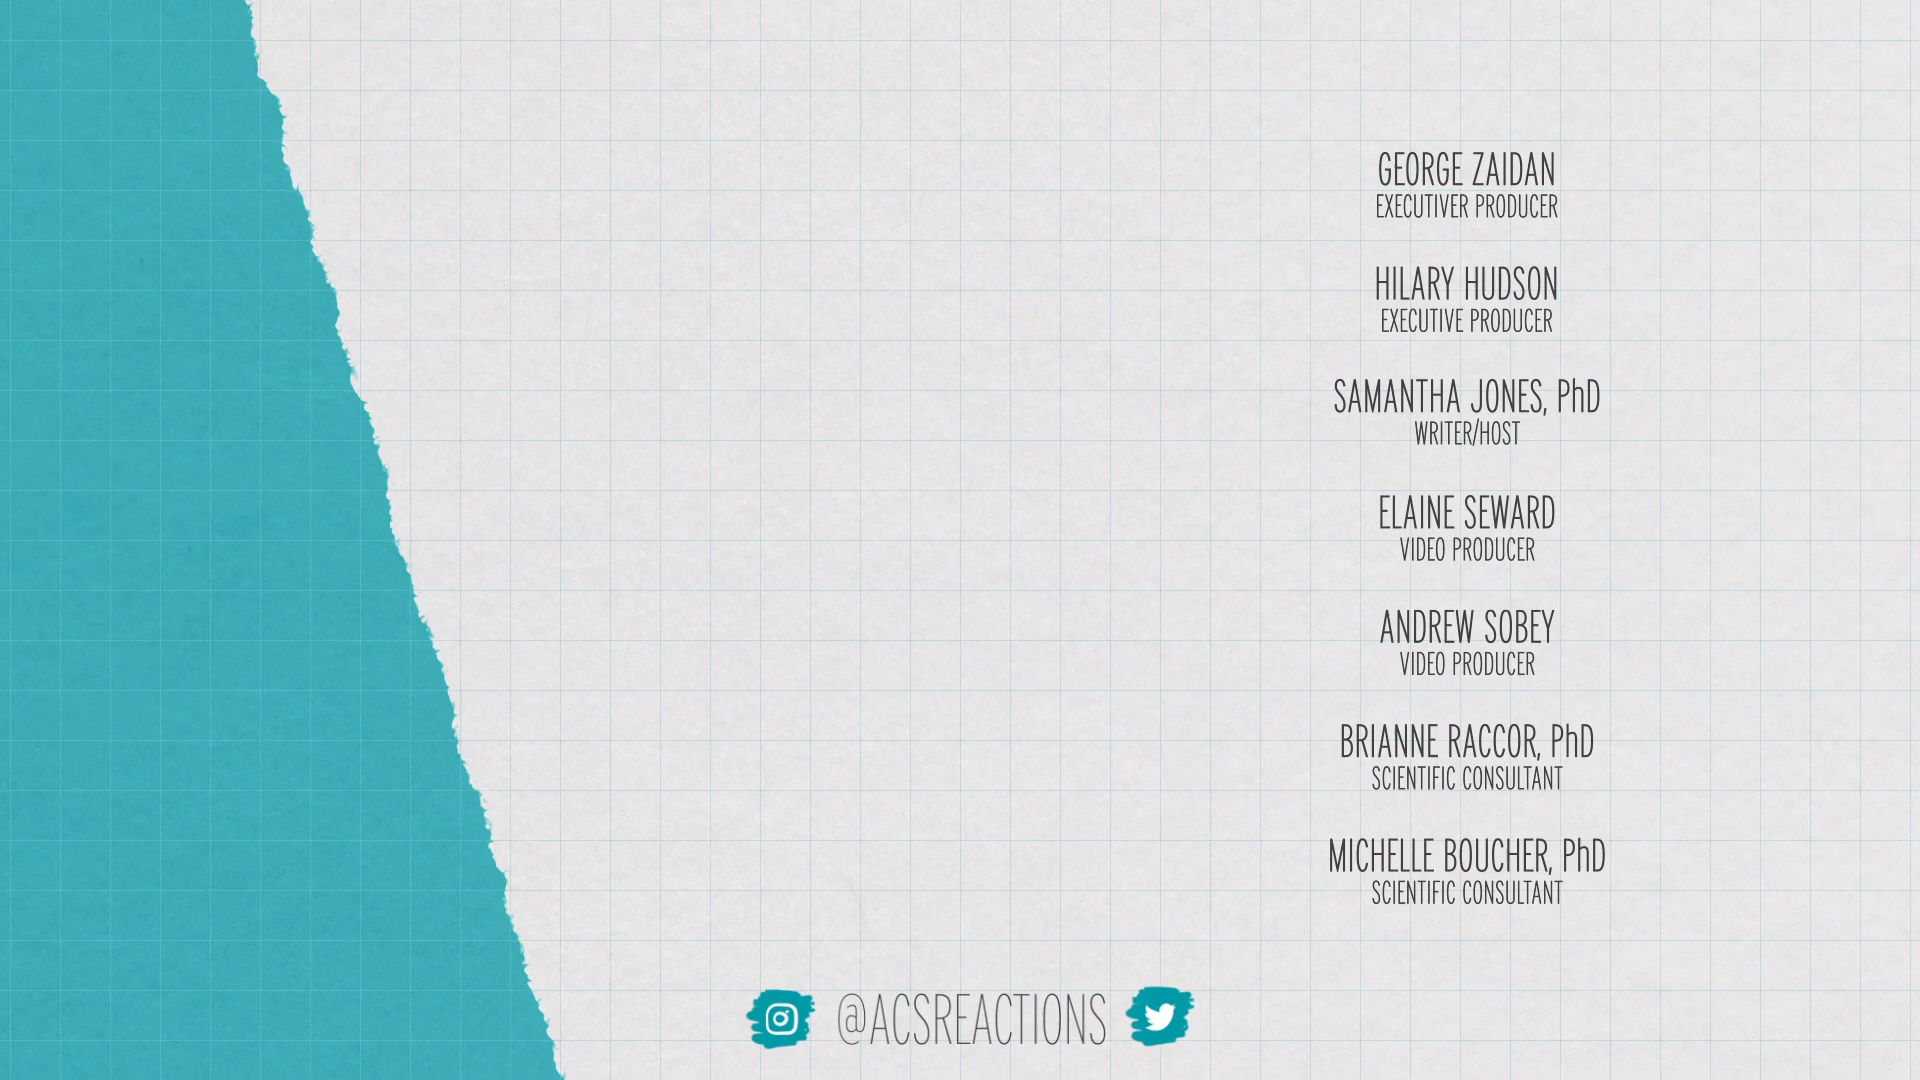 GEORGE ZAIDAN
EXECUTIVER PRODUCER
HILARY HUDSON
EXECUTIVE PRODUCER
SAMANTHA JONES, PhD
WRITER/HOST
ELAINE SEWARD
VIDEO PRODUCER
ANDREW SOBEY
VIDEO PRODUCER
BRIANNE RACCOR, PhD
SCIENTIFIC CONSULTANT
MICHELLE BOUCHER, PhD
SCIENTIFIC CONSULTANT
@ACSREACTIONS